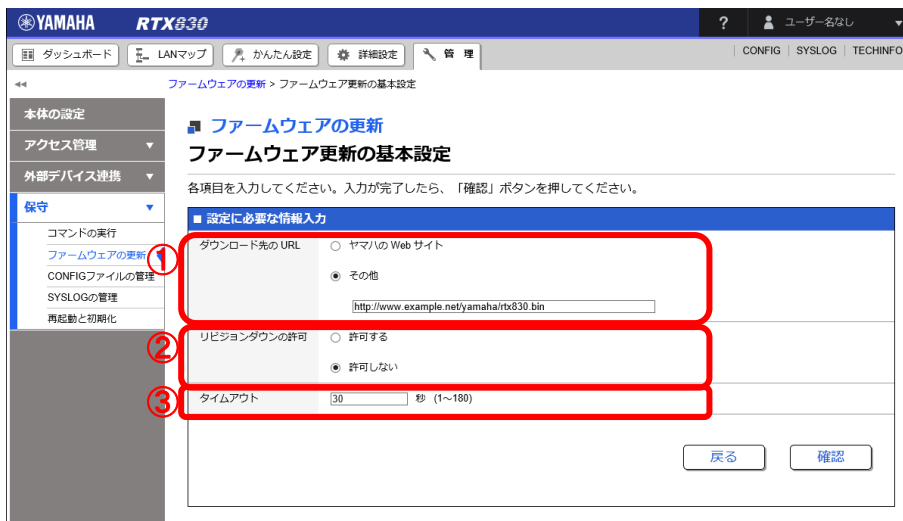 YAMAHA RTX830 ? ユーザー名なし
ダッシュボード LANマップ かんたん設定 詳細設定 管 理 CONFIG SYSLOG TECHINFO
ファームウェアの更新 > ファームウェア更新の基本設定
本体の設定
アクセス管理
外部デバイス連携
保守
コマンドの実行
ファームウェアの更新
CONFIGファイルの管理
SYSLOGの管理
再起動と初期化
ファームウェアの更新
ファームウェア更新の基本設定
各項目を入力してください。入力が完了したら、「確認」ボタンを押してください。
■ 設定に必要な情報入力
① ダウンロード先の URL ヤマハの Web サイト
その他
http://www.example.net/yamaha/rtx830.bin
② リビジョンダウンの許可 許可する
許可しない
③ タイムアウト 30 秒 (1~180)
戻る 確認